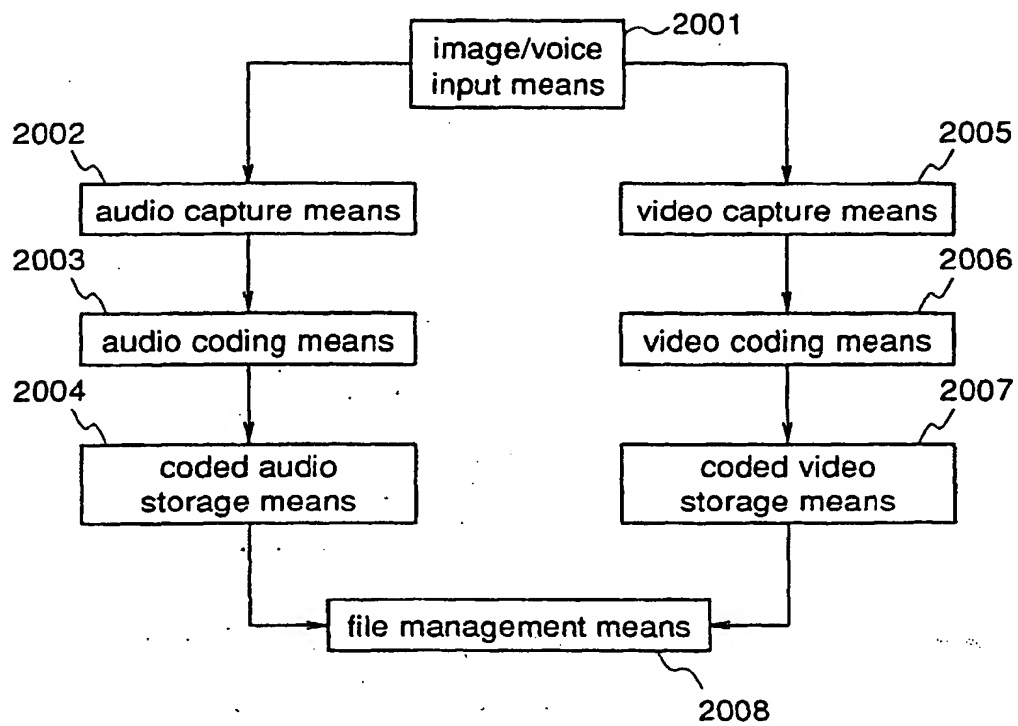 2001
image/voice
input means
2002
2005
audio capture means
video capture means
2003
2006
audio coding means
video coding means
2004
2007
coded audio
storage means
coded video
storage means
file management means
2008